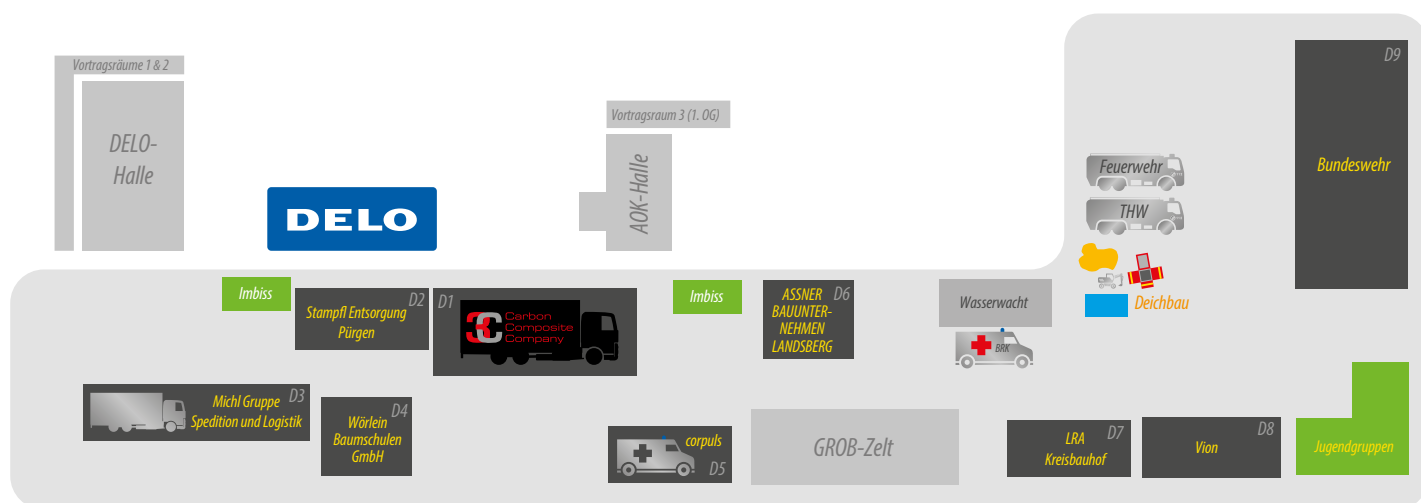 Vortragsräume 1 & 2
DELO-
Halle
DELO
Vortragsraum 3 (1. OG)
AOK-Halle
Feuerwehr
THW
Deichbau
D9
Bundeswehr
Imbiss
Stampfl Entsorgung
Pürgen
D2
D1
3C
Carbon
Composite
Company
Imbiss
ASSNER
BAUUNTER-
NEHMEN
LANDSBERG
D6
Wasserwacht
BRK
Michl Gruppe
Spedition und Logistik
D3
Wörlein
Baumschulen
GmbH
D4
corpuls
D5
GROB-Zelt
LRA
Kreisbauhof
D7
Vion
D8
Jugendgruppen